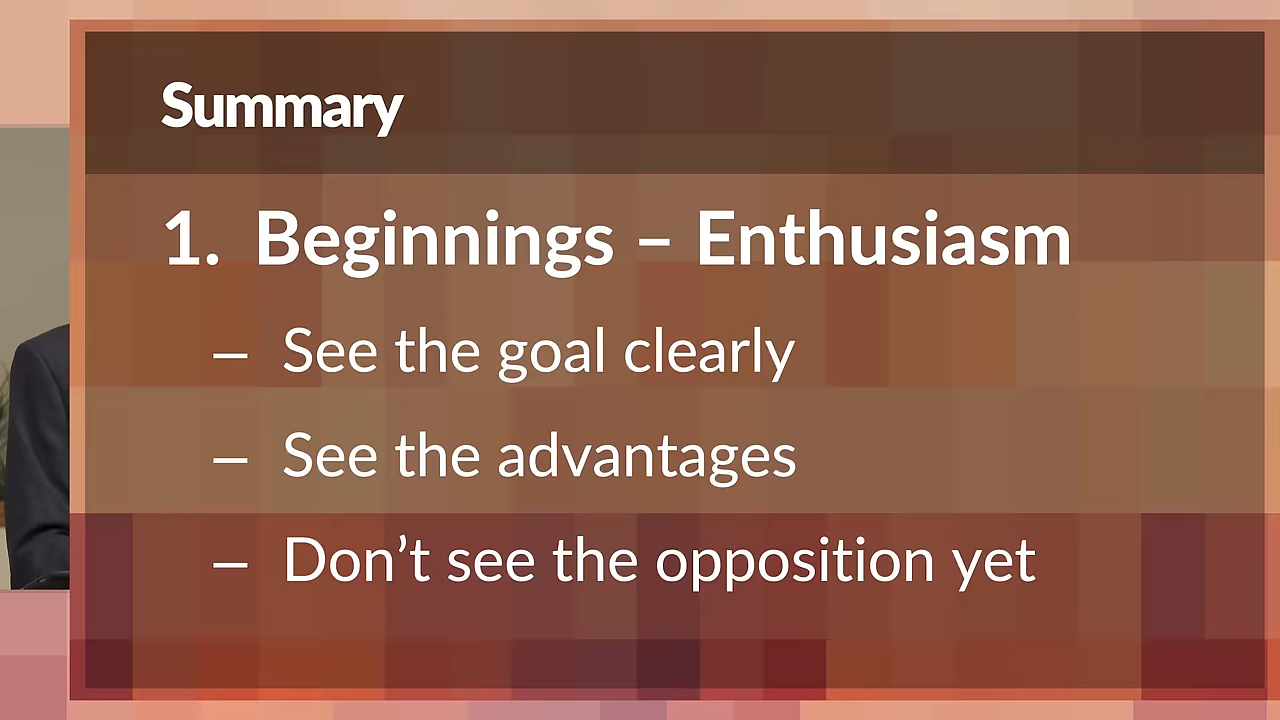 Summary
1. Beginnings – Enthusiasm
– See the goal clearly
– See the advantages
– Don’t see the opposition yet